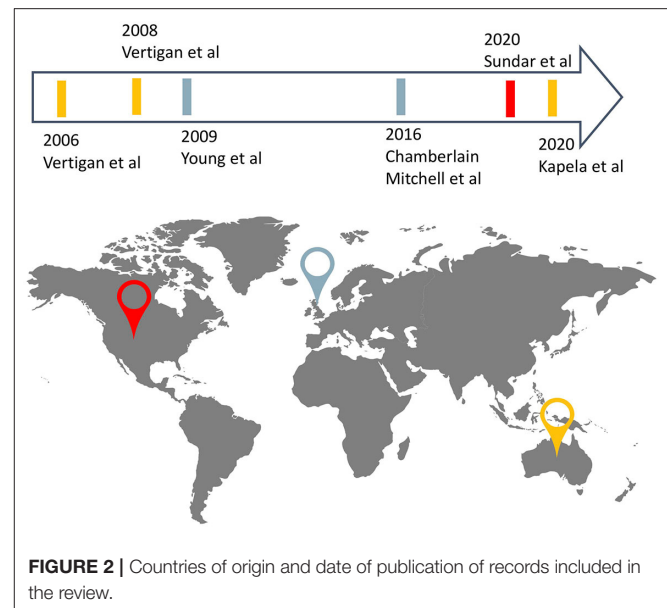 2008
Vertigan et al
2020
Sundar et al
2006
Vertigan et al
2009
Young et al
2016
Chamberlain
Mitchell et al
2020
Kapela et al
FIGURE 2 | Countries of origin and date of publication of records included in
the review.